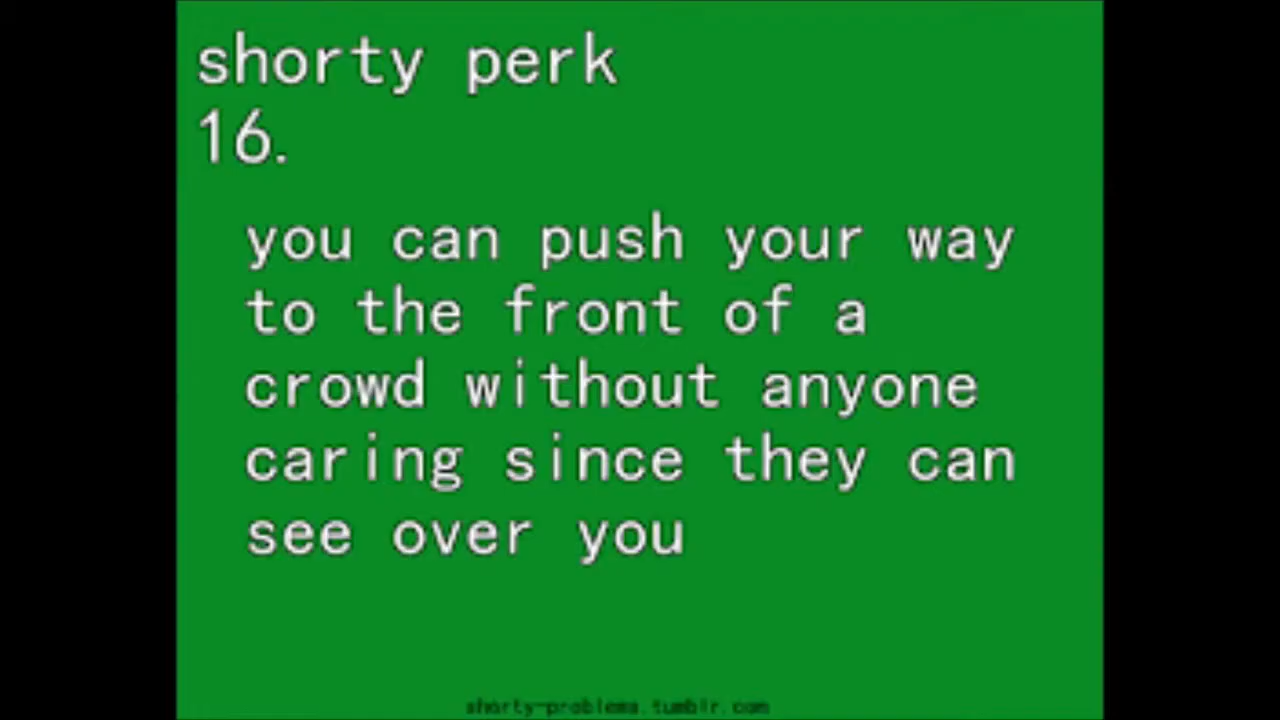 shorty perk
16.
you can push your way
to the front of a
crowd without anyone
caring since they can
see over you
shorty-problems.tumblr.com